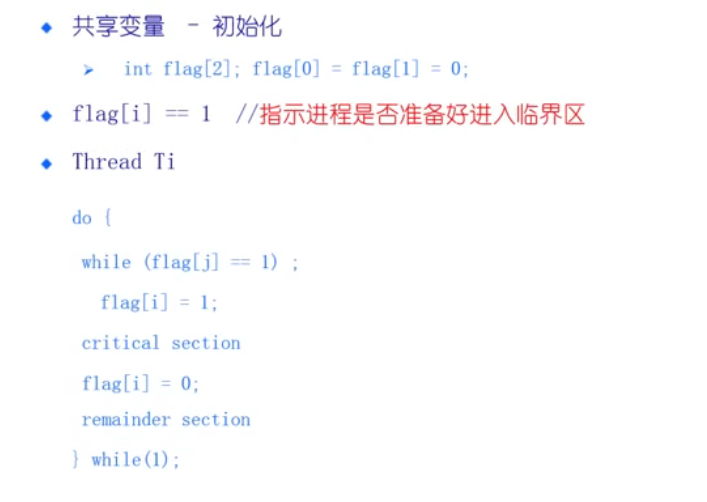 共享变量 - 初始化
int flag[2]; flag[0] = flag[1] = 0;
flag[i] == 1 //指示进程是否准备好进入临界区
Thread Ti
do {
while (flag[j] == 1) ;
flag[i] = 1;
critical section
flag[i] = 0;
remainder section
} while(1);